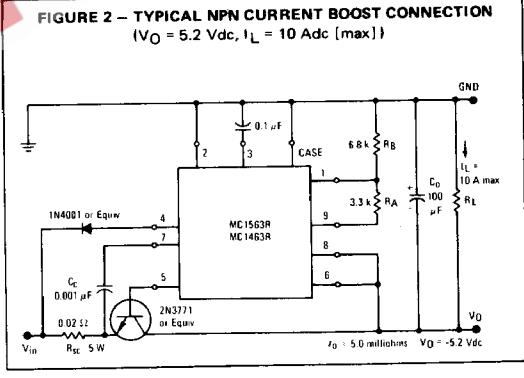 FIGURE 2 – TYPICAL NPN CURRENT BOOST CONNECTION
(VO = 5.2 Vdc, IL = 10 Adc [max])
GND
0.1 µF
2
3
CASE
6.8 k RB
1
3.3 k RA
9
CO
100
µF
+
-
IL =
10 A max
RL
1N4001 or Equiv
4
7
MC1563R
MC1463R
8
6
CC
0.001 µF
5
2N3771
or Equiv
0.02 Ω
Vin
RSC 5 W
zo = 5.0 milliohms
VO = -5.2 Vdc
VO